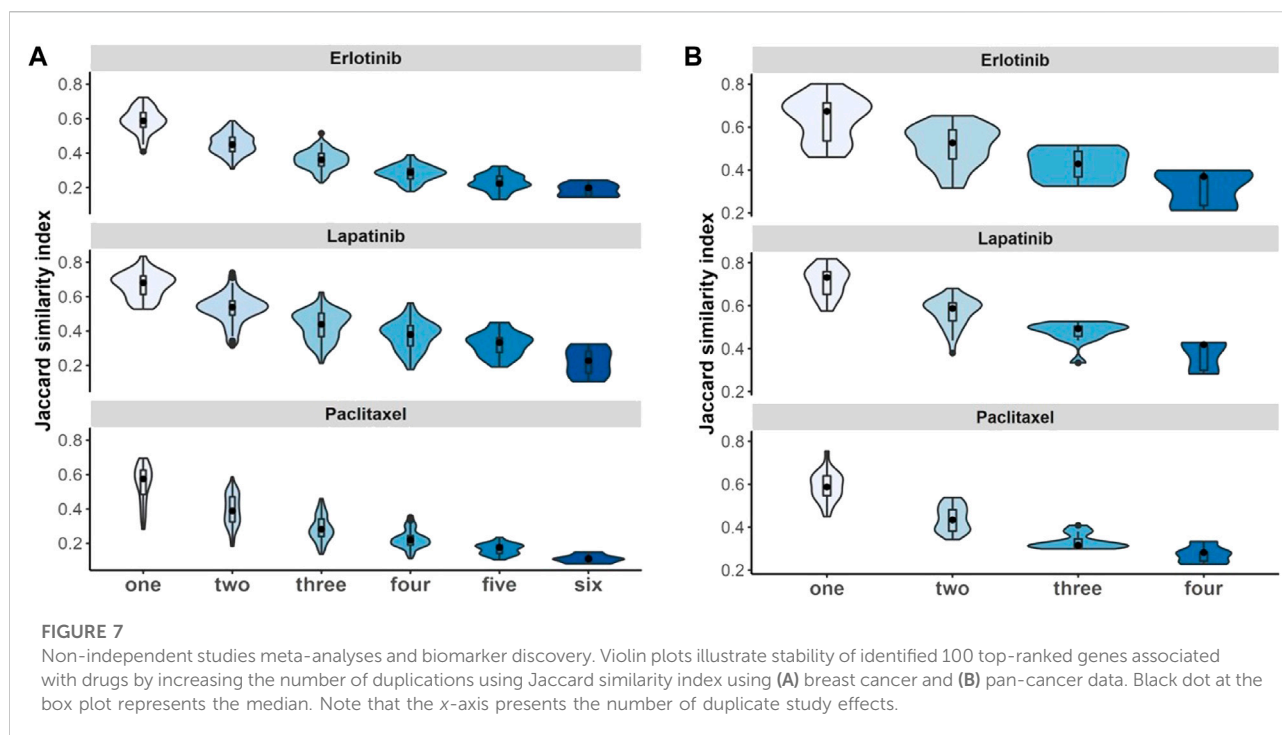 A
Erlotinib
0.8
0.6
0.4
0.2
Lapatinib
0.8
0.6
0.4
0.2
Paclitaxel
0.8
0.6
0.4
0.2
Jaccard similarity index
one two three four five six
B
Erlotinib
0.8
0.6
0.4
0.2
Lapatinib
0.8
0.6
0.4
0.2
Paclitaxel
0.8
0.6
0.4
0.2
Jaccard similarity index
one two three four
FIGURE 7
Non-independent studies meta-analyses and biomarker discovery. Violin plots illustrate stability of identified 100 top-ranked genes associated
with drugs by increasing the number of duplications using Jaccard similarity index using (A) breast cancer and (B) pan-cancer data. Black dot at the
box plot represents the median. Note that the x-axis presents the number of duplicate study effects.